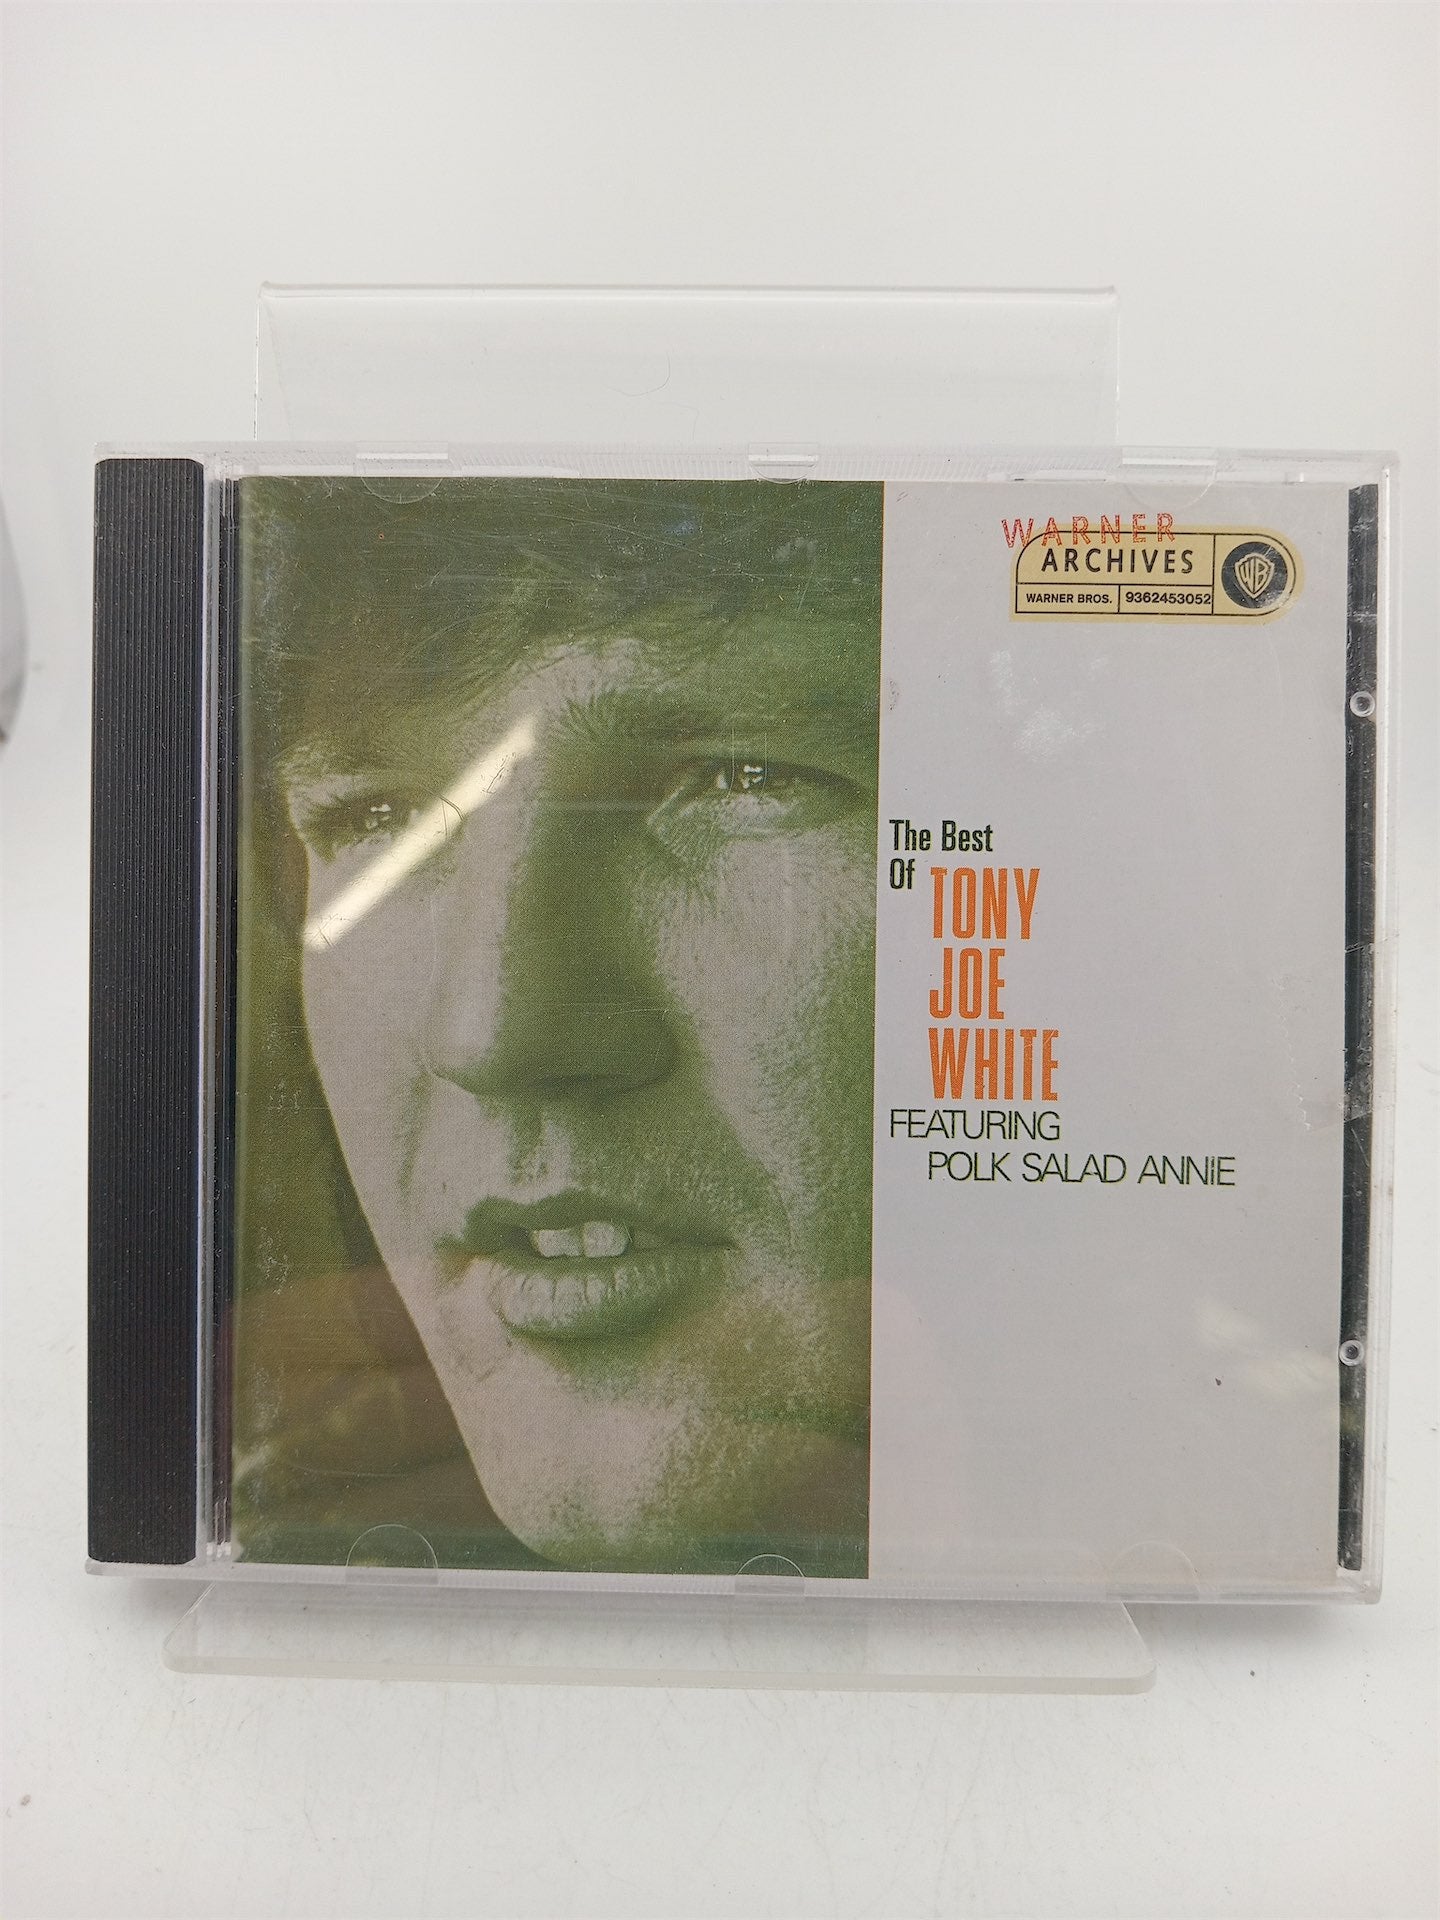 WARNER
ARCHIVES
WARNER BROS. 9362453052
WB
The Best
Of TONY
JOE
WHITE
FEATURING
POLK SALAD ANNIE